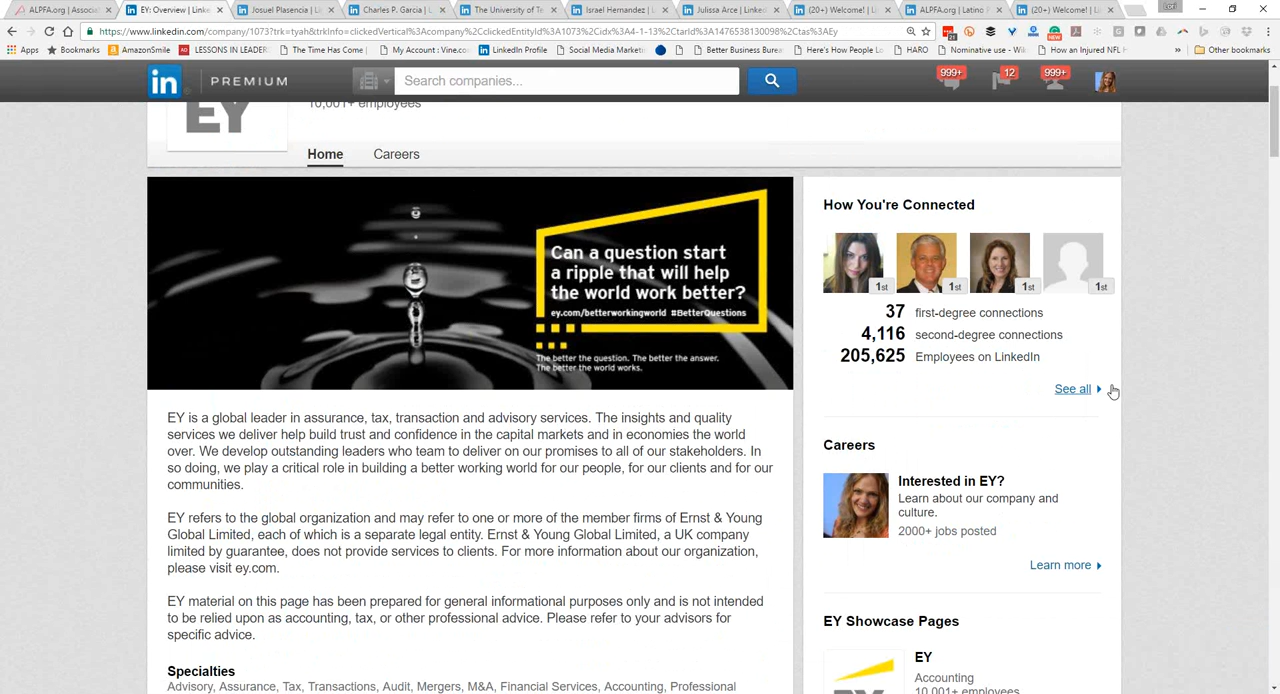 ALPFA.org | Associat
EY: Overview | Linke
Josuel Plasencia | Li
Charles P. Garcia | L
The University of Te
Israel Hernandez | L
Julissa Arce | Linked
(20+) Welcome! | Li
ALPFA.org | Latino P
(20+) Welcome! | Li
Lori
https://www.linkedin.com/company/1073?trk=tyah&trkInfo=clickedVertical%3Acompany%2CclickedEntityId%3A1073%2Cidx%3A4-1-13%2CtarId%3A1476538130098%2Ctas%3AEy
Apps Bookmarks AmazonSmile LESSONS IN LEADER The Time Has Come | My Account : Vine.co LinkedIn Profile Social Media Market Better Business Bure Here's How People Lo HARO Nominative use - Wi How an Injured NFL » Other bookmarks
in PREMIUM
Search companies...
999+ 12 999+
EY
10,001+ employees
Home Careers
Can a question start
a ripple that will help
the world work better?
ey.com/betterworkingworld #BetterQuestions
The better the question. The better the answer.
The better the world works.
How You're Connected
1st 1st 1st 1st
37 first-degree connections
4,116 second-degree connections
205,625 Employees on LinkedIn
See all
EY is a global leader in assurance, tax, transaction and advisory services. The insights and quality
services we deliver help build trust and confidence in the capital markets and in economies the world
over. We develop outstanding leaders who team to deliver on our promises to all of our stakeholders. In
so doing, we play a critical role in building a better working world for our people, for our clients and for our
communities.
EY refers to the global organization and may refer to one or more of the member firms of Ernst & Young
Global Limited, each of which is a separate legal entity. Ernst & Young Global Limited, a UK company
limited by guarantee, does not provide services to clients. For more information about our organization,
please visit ey.com.
EY material on this page has been prepared for general informational purposes only and is not intended
to be relied upon as accounting, tax, or other professional advice. Please refer to your advisors for
specific advice.
Specialties
Advisory, Assurance, Tax, Transactions, Audit, Mergers, M&A, Financial Services, Accounting, Professional
Careers
Interested in EY?
Learn about our company and
culture.
2000+ jobs posted
Learn more
EY Showcase Pages
EY
Accounting
10,001+ employees